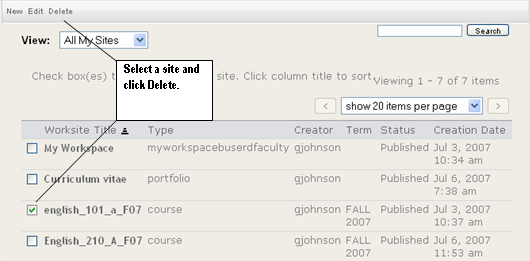 New Edit Delete
View: All My Sites Search
Check box(es) t site. Click column title to sort. Viewing 1 - 7 of 7 items
Select a site and
click Delete.
< show 20 items per page >
Worksite Title Type Creator Term Status Creation Date
My Workspace myworkspacebuserdfaculty gjohnson Published Jul 3, 2007
10:34 am
Curriculum vitae portfolio gjohnson Published Jul 6, 2007
7:38 am
english_101_a_F07 course gjohnson FALL Published Jul 3, 2007
2007 10:37 am
English_210_A_F07 course gjohnson FALL Published Jul 6, 2007
2007 11:53 am